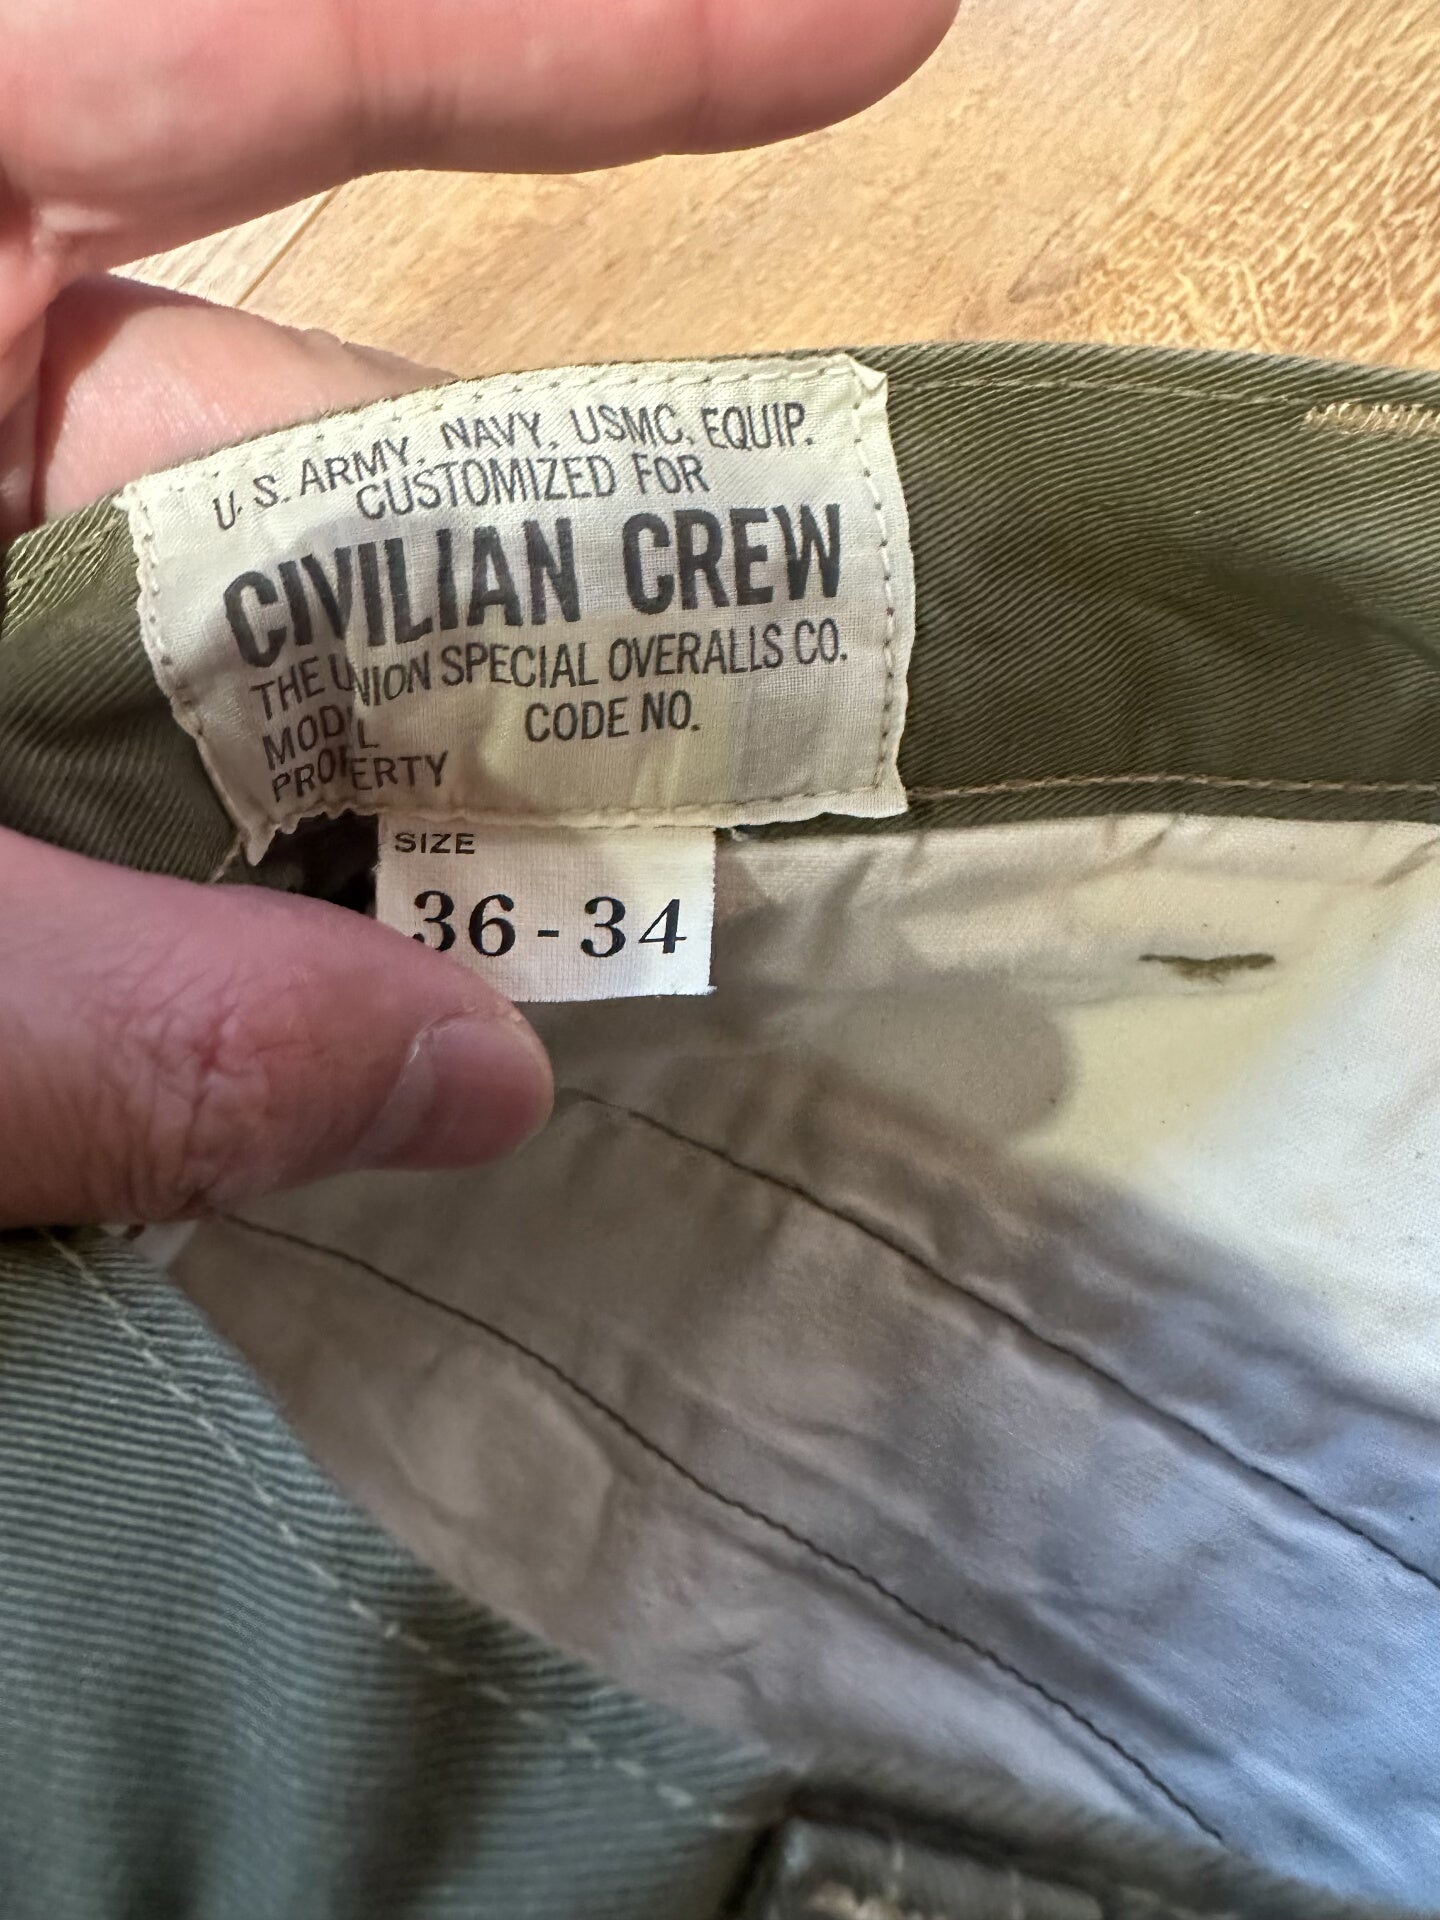 U. S. ARMY, NAVY, USMC, EQUIP.
CUSTOMIZED FOR
CIVILIAN CREW
THE UNION SPECIAL OVERALLS CO.
MODEL CODE NO.
PROPERTY
SIZE
36-34